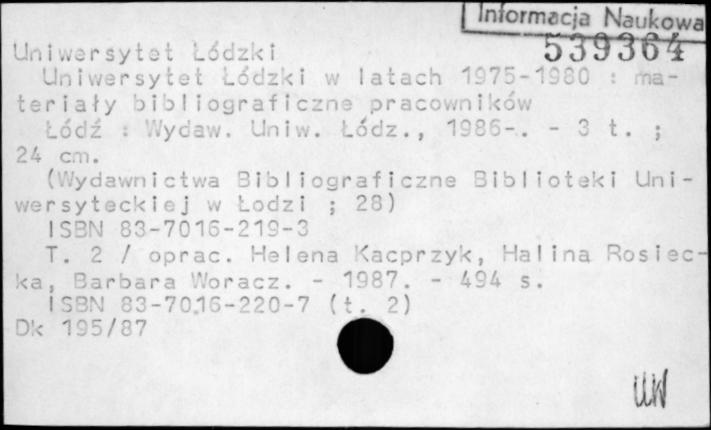 Informacja Naukowa
539364
Uniwersytet Łódzki
Uniwersytet Łódzki w latach 1975-1980 : ma-
teriały bibliograficzne pracowników
Łódź : Wydaw. Uniw. Łódz., 1986-. - 3 t. ;
24 cm.
(Wydawnictwa Bibliograficzne Biblioteki Uni-
wersyteckiej w Łodzi ; 28)
ISBN 83-7016-219-3
T. 2 / oprac. Helena Kacprzyk, Halina Rosiec-
ka, Barbara Woracz. - 1987. - 494 s.
ISBN 83-7016-220-7 (t. 2)
Dk 195/87
UW